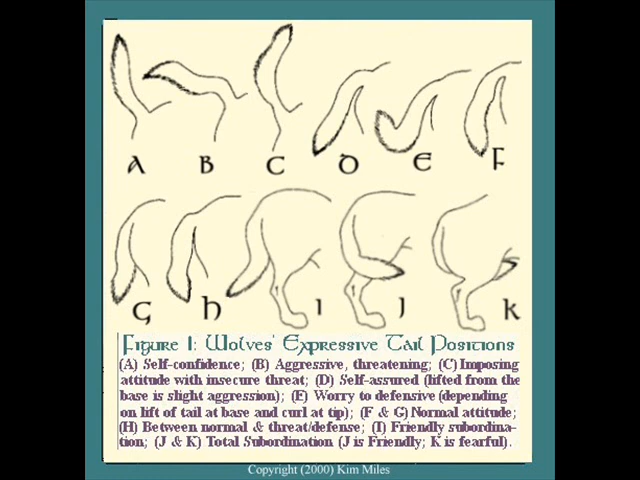 A B C D E F
G h I J K
Figure 1: Wolves' Expressive Tail Positions
(A) Self-confidence; (B) Aggressive, threatening; (C) Imposing
attitude with insecure threat; (D) Self-assured (lifted from the
base is slight aggression); (E) Worry to defensive (depending
on lift of tail at base and curl at tip); (F & G) Normal attitude;
(H) Between normal & threat/defense; (I) Friendly subordina-
tion; (J & K) Total Subordination (J is Friendly; K is fearful).
Copyright (2000) Kim Miles